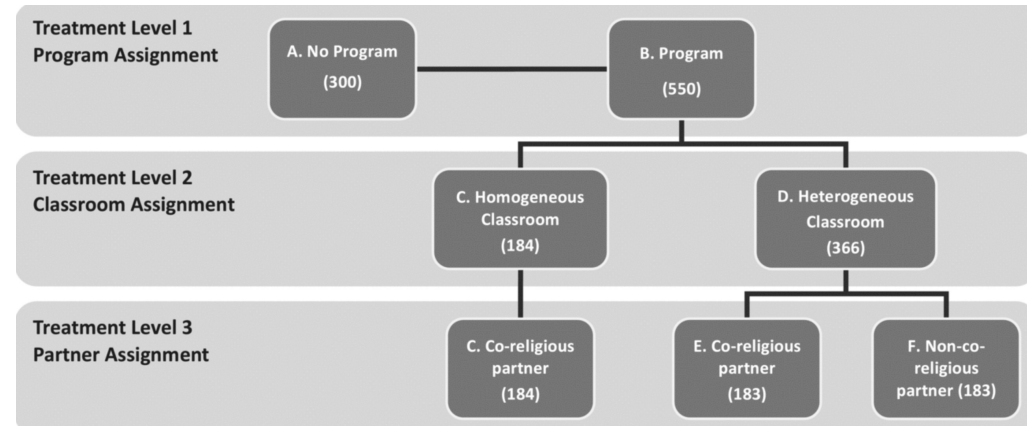 Treatment Level 1
Program Assignment
A. No Program
(300)
B. Program
(550)
Treatment Level 2
Classroom Assignment
C. Homogeneous
Classroom
(184)
D. Heterogeneous
Classroom
(366)
Treatment Level 3
Partner Assignment
C. Co-religious
partner
(184)
E. Co-religious
partner
(183)
F. Non-co-
religious
partner (183)